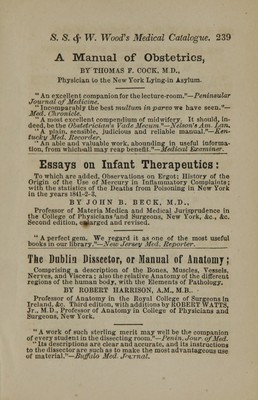 S. S. & W. Wood's Medical Catalogue. 239
A Manual of Obstetrics,
BY THOMAS F. COCK, M.D.,
Physician to the New York Lying-in Asylum.
"An excellent companion for the lecture-room."—Peninsular
Journal of Medicine.
"Incomparably the best multum in parvo we have seen."—
Med. Chronicle.
"A most excellent compendium of midwifery. It should, in-
deed, be the Obstetrician's Vade Mecum."—Nelson's Am. Lan.
"A plain, sensible, judicious and reliable manual."—Ken-
tucky Med. Recorder.
"An able and valuable work, abounding in useful informa-
tion, from which all may reap benefit."—Medical Examiner.
Essays on Infant Therapeutics:
To which are added, Observations on Ergot; History of the
Origin of the Use of Mercury in Inflammatory Complaints;
with the statistics of the Deaths from Poisoning in New York
in the years 1841-2-3,
BY JOHN B. BECK, M.D.,
Professor of Materia Medica and Medical Jurisprudence in
the College of Physicians and Surgeons, New York, &c., &c.
Second edition, enlarged and revised.
"A perfect gem. We regard it as one of the most useful
books in our library."—New Jersey Med. Reporter.
The Dublin Dissector, or Manual of Anatomy;
Comprising a description of the Bones, Muscles, Vessels,
Nerves, and Viscera; also the relative Anatomy of the different
regions of the human body, with the Elements of Pathology.
BY ROBERT HARRISON, A.M., M.B.
Professor of Anatomy in the Royal College of Surgeons in
Ireland, &c. Third edition, with additions by ROBERT WATTS,
Jr., M.D., Professor of Anatomy in College of Physicians and
Surgeons, New York.
"A work of such sterling merit may well be the companion
of every student in the dissecting room."—Penin. Jour. of Med.
"Its descriptions are clear and accurate, and its instructions
to the dissector are such as to make the most advantageous use
of material."—Buffalo Med. Journal.